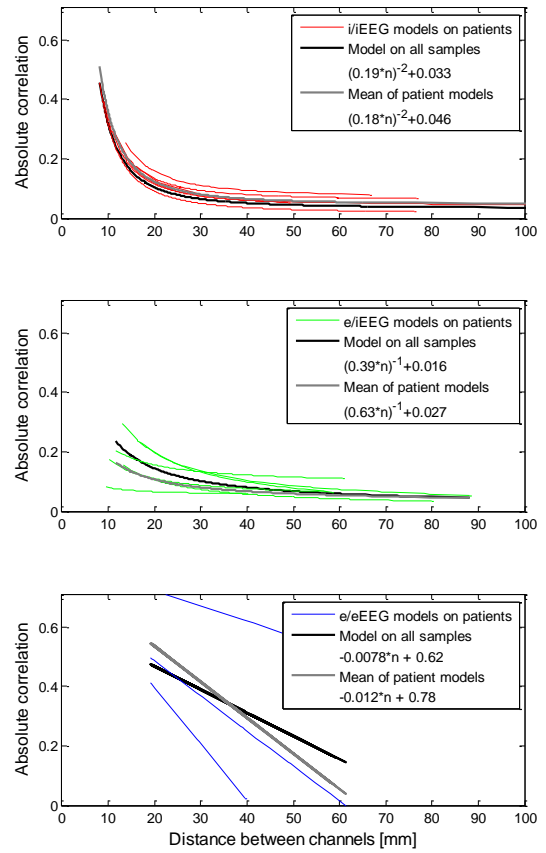 0.6
0.4
0.2
0
Absolute correlation
i/iEEG models on patients
Model on all samples
(0.19*n)^-2+0.033
Mean of patient models
(0.18*n)^-2+0.046
0 10 20 30 40 50 60 70 80 90 100
0.6
0.4
0.2
0
Absolute correlation
e/iEEG models on patients
Model on all samples
(0.39*n)^-1+0.016
Mean of patient models
(0.63*n)^-1+0.027
0 10 20 30 40 50 60 70 80 90 100
0.6
0.4
0.2
0
Absolute correlation
e/eEEG models on patients
Model on all samples
-0.0078*n + 0.62
Mean of patient models
-0.012*n + 0.78
0 10 20 30 40 50 60 70 80 90 100
Distance between channels [mm]